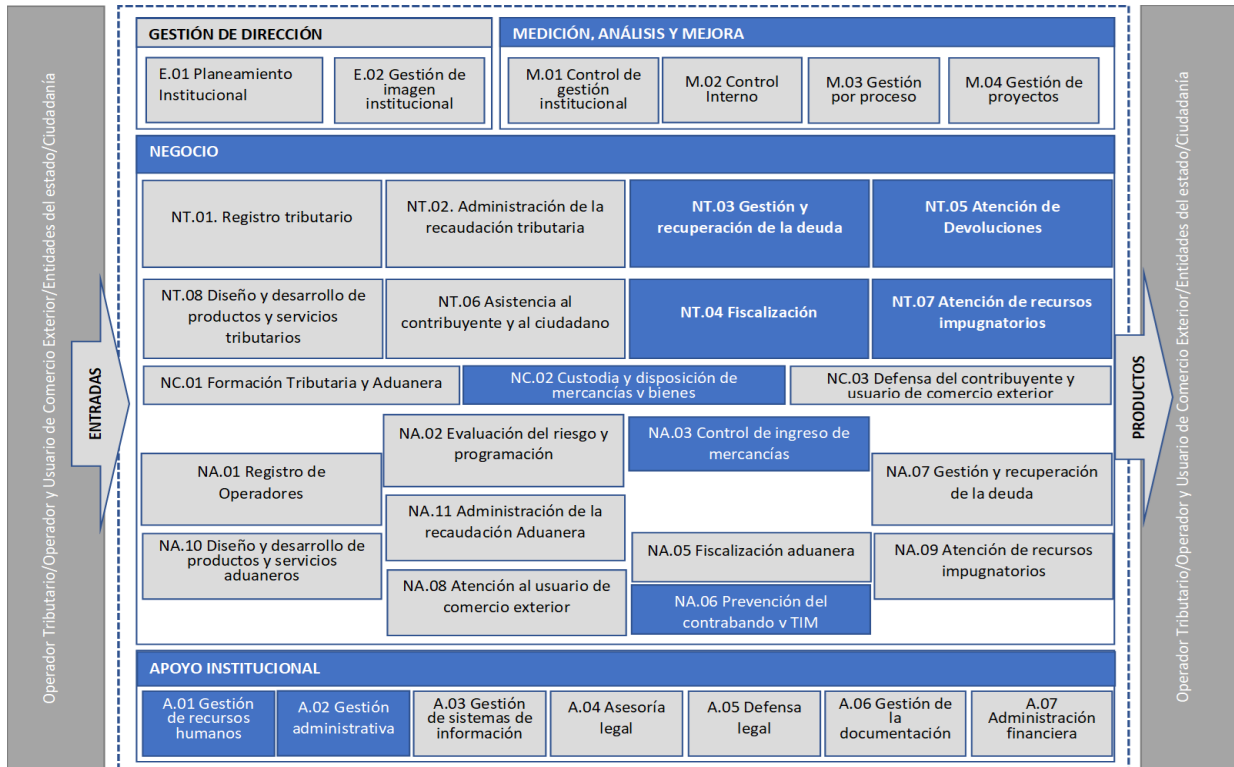 Operador Tributario/Operador y Usuario de Comercio Exterior/Entidades del estado/Ciudadanía
ENTRADAS
GESTIÓN DE DIRECCIÓN
E.01 Planeamiento
Institucional
E.02 Gestión de
imagen
institucional
MEDICIÓN, ANÁLISIS Y MEJORA
M.01 Control de
gestión
institucional
M.02 Control
Interno
M.03 Gestión
por proceso
M.04 Gestión de
proyectos
NEGOCIO
NT.01. Registro tributario
NT.02. Administración de la
recaudación tributaria
NT.03 Gestión y
recuperación de la deuda
NT.05 Atención de
Devoluciones
NT.08 Diseño y desarrollo de
productos y servicios
tributarios
NT.06 Asistencia al
contribuyente y al ciudadano
NT.04 Fiscalización
NT.07 Atención de recursos
impugnatorios
NC.01 Formación Tributaria y Aduanera
NC.02 Custodia y disposición de
mercancías y bienes
NC.03 Defensa del contribuyente y
usuario de comercio exterior
NA.01 Registro de
Operadores
NA.02 Evaluación del riesgo y
programación
NA.03 Control de ingreso de
mercancías
NA.07 Gestión y recuperación
de la deuda
NA.11 Administración de la
recaudación Aduanera
NA.10 Diseño y desarrollo de
productos y servicios
aduaneros
NA.05 Fiscalización aduanera
NA.09 Atención de recursos
impugnatorios
NA.08 Atención al usuario de
comercio exterior
NA.06 Prevención del
contrabando y TIM
APOYO INSTITUCIONAL
A.01 Gestión
de recursos
humanos
A.02 Gestión
administrativa
A.03 Gestión
de sistemas de
información
A.04 Asesoría
legal
A.05 Defensa
legal
A.06 Gestión de
la
documentación
A.07
Administración
financiera
PRODUCTOS
Operador Tributario/Operador y Usuario de Comercio Exterior/Entidades del estado/Ciudadanía